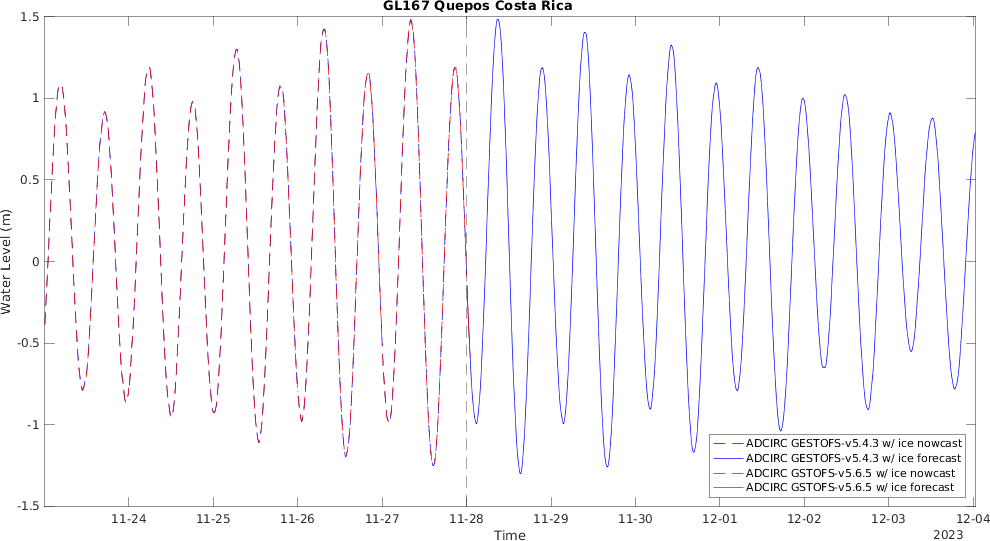 GL167 Quepos Costa Rica
Water Level (m)
1.5
1
0.5
0
-0.5
-1
-1.5
ADCIRC GESTOFS-v5.4.3 w/ ice nowcast
ADCIRC GESTOFS-v5.4.3 w/ ice forecast
ADCIRC GSTOFS-v5.6.5 w/ ice nowcast
ADCIRC GSTOFS-v5.6.5 w/ ice forecast
11-24 11-25 11-26 11-27 11-28 11-29 11-30 12-01 12-02 12-03 12-04
Time
2023